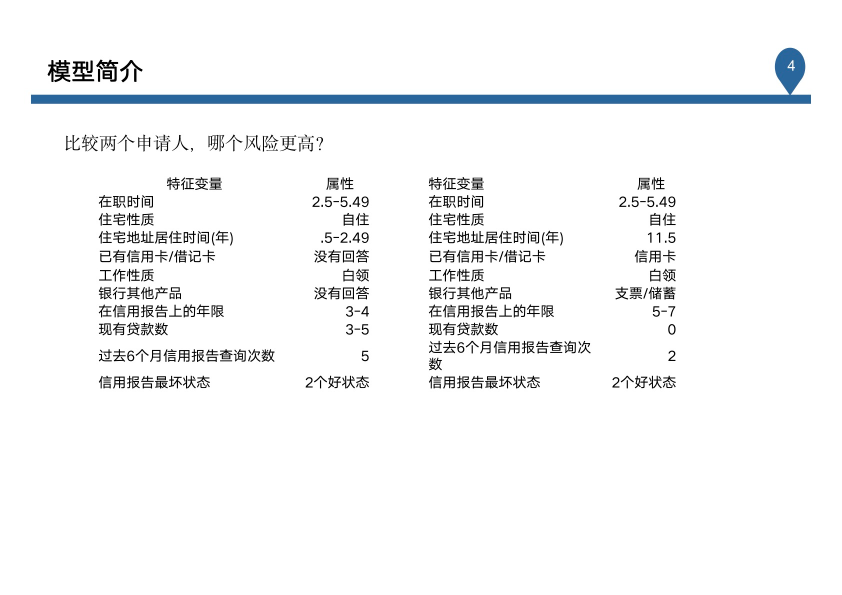 模型简介
4
比较两个申请人，哪个风险更高？
特征变量 属性
在职时间 2.5-5.49
住宅性质 自住
住宅地址居住时间(年) .5-2.49
已有信用卡/借记卡 没有回答
工作性质 白领
银行其他产品 没有回答
在信用报告上的年限 3-4
现有贷款数 3-5
过去6个月信用报告查询次数 5
信用报告最坏状态 2个好状态
特征变量 属性
在职时间 2.5-5.49
住宅性质 自住
住宅地址居住时间(年) 11.5
已有信用卡/借记卡 信用卡
工作性质 白领
银行其他产品 支票/储蓄
在信用报告上的年限 5-7
现有贷款数 0
过去6个月信用报告查询次
数 2
信用报告最坏状态 2个好状态